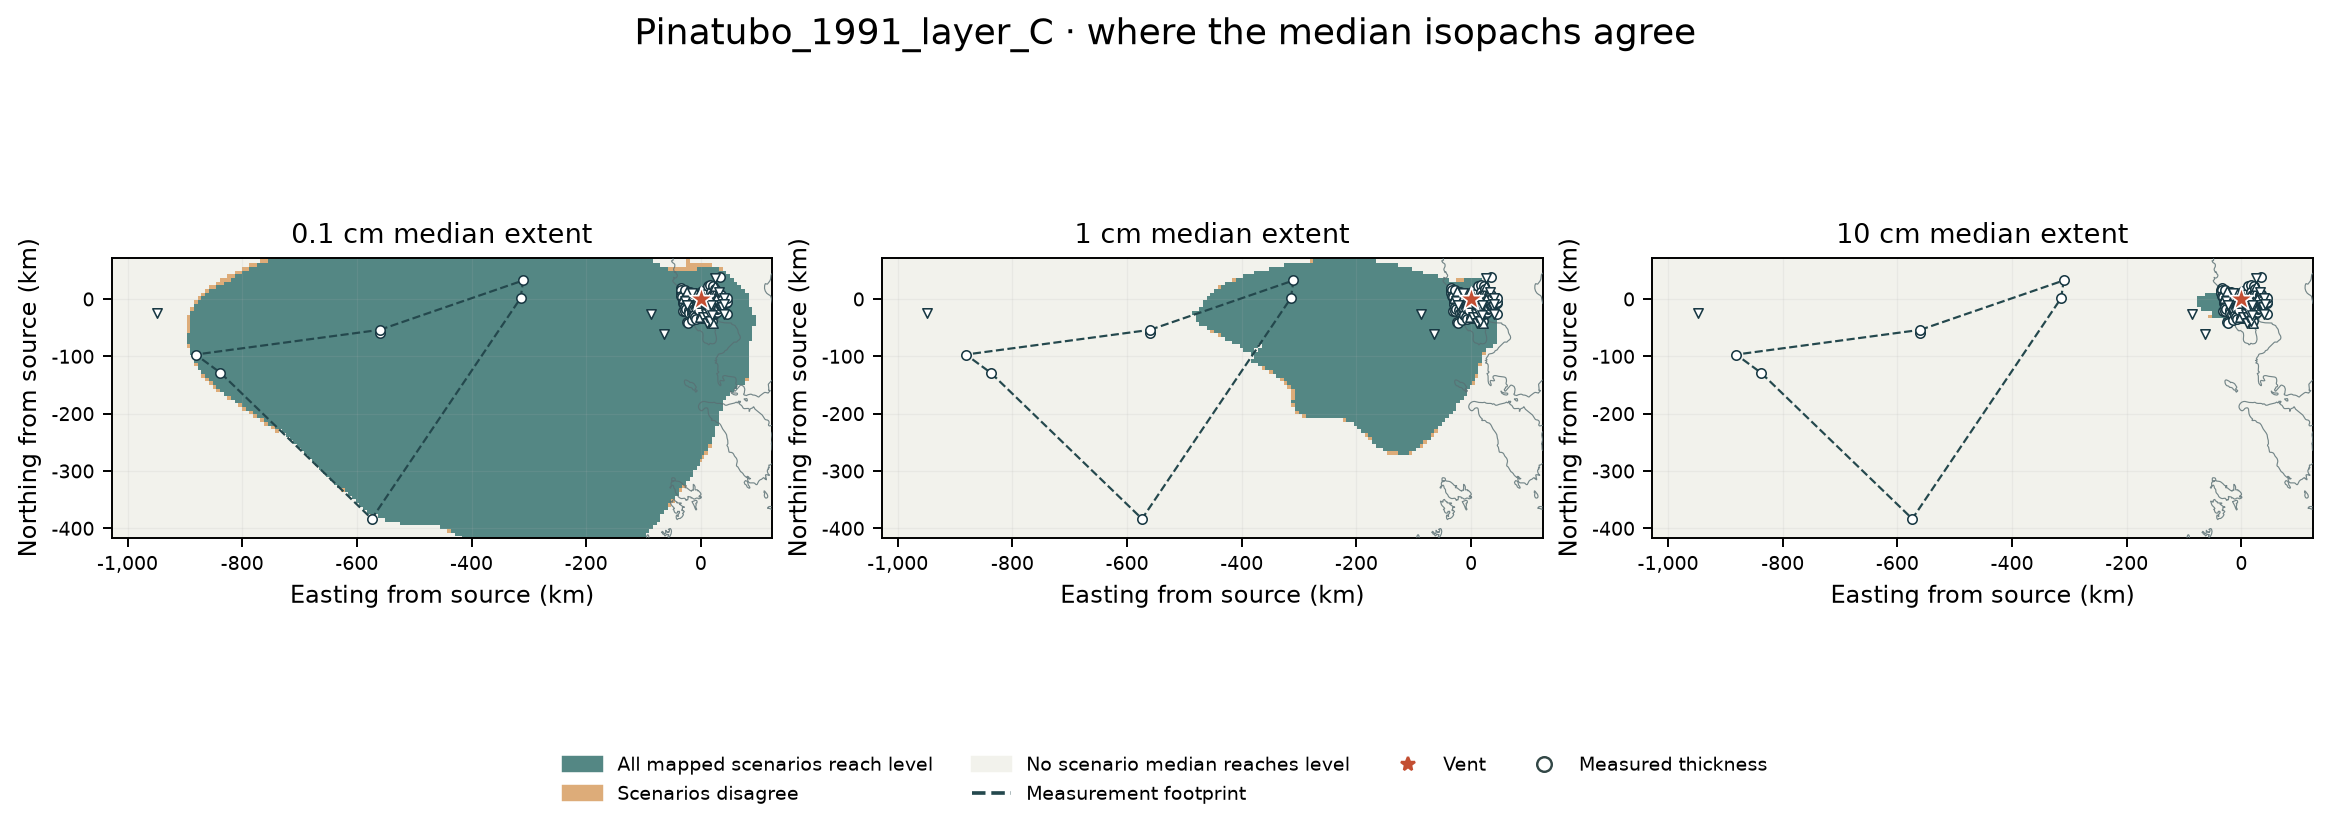 Pinatubo_1991_layer_C · where the median isopachs agree
0.1 cm median extent
Northing from source (km)
0
-100
-200
-300
-400
-1,000
-800
-600
-400
-200
0
Easting from source (km)
1 cm median extent
Northing from source (km)
0
-100
-200
-300
-400
-1,000
-800
-600
-400
-200
0
Easting from source (km)
10 cm median extent
Northing from source (km)
0
-100
-200
-300
-400
-1,000
-800
-600
-400
-200
0
Easting from source (km)
All mapped scenarios reach level
Scenarios disagree
No scenario median reaches level
Measurement footprint
Vent
Measured thickness